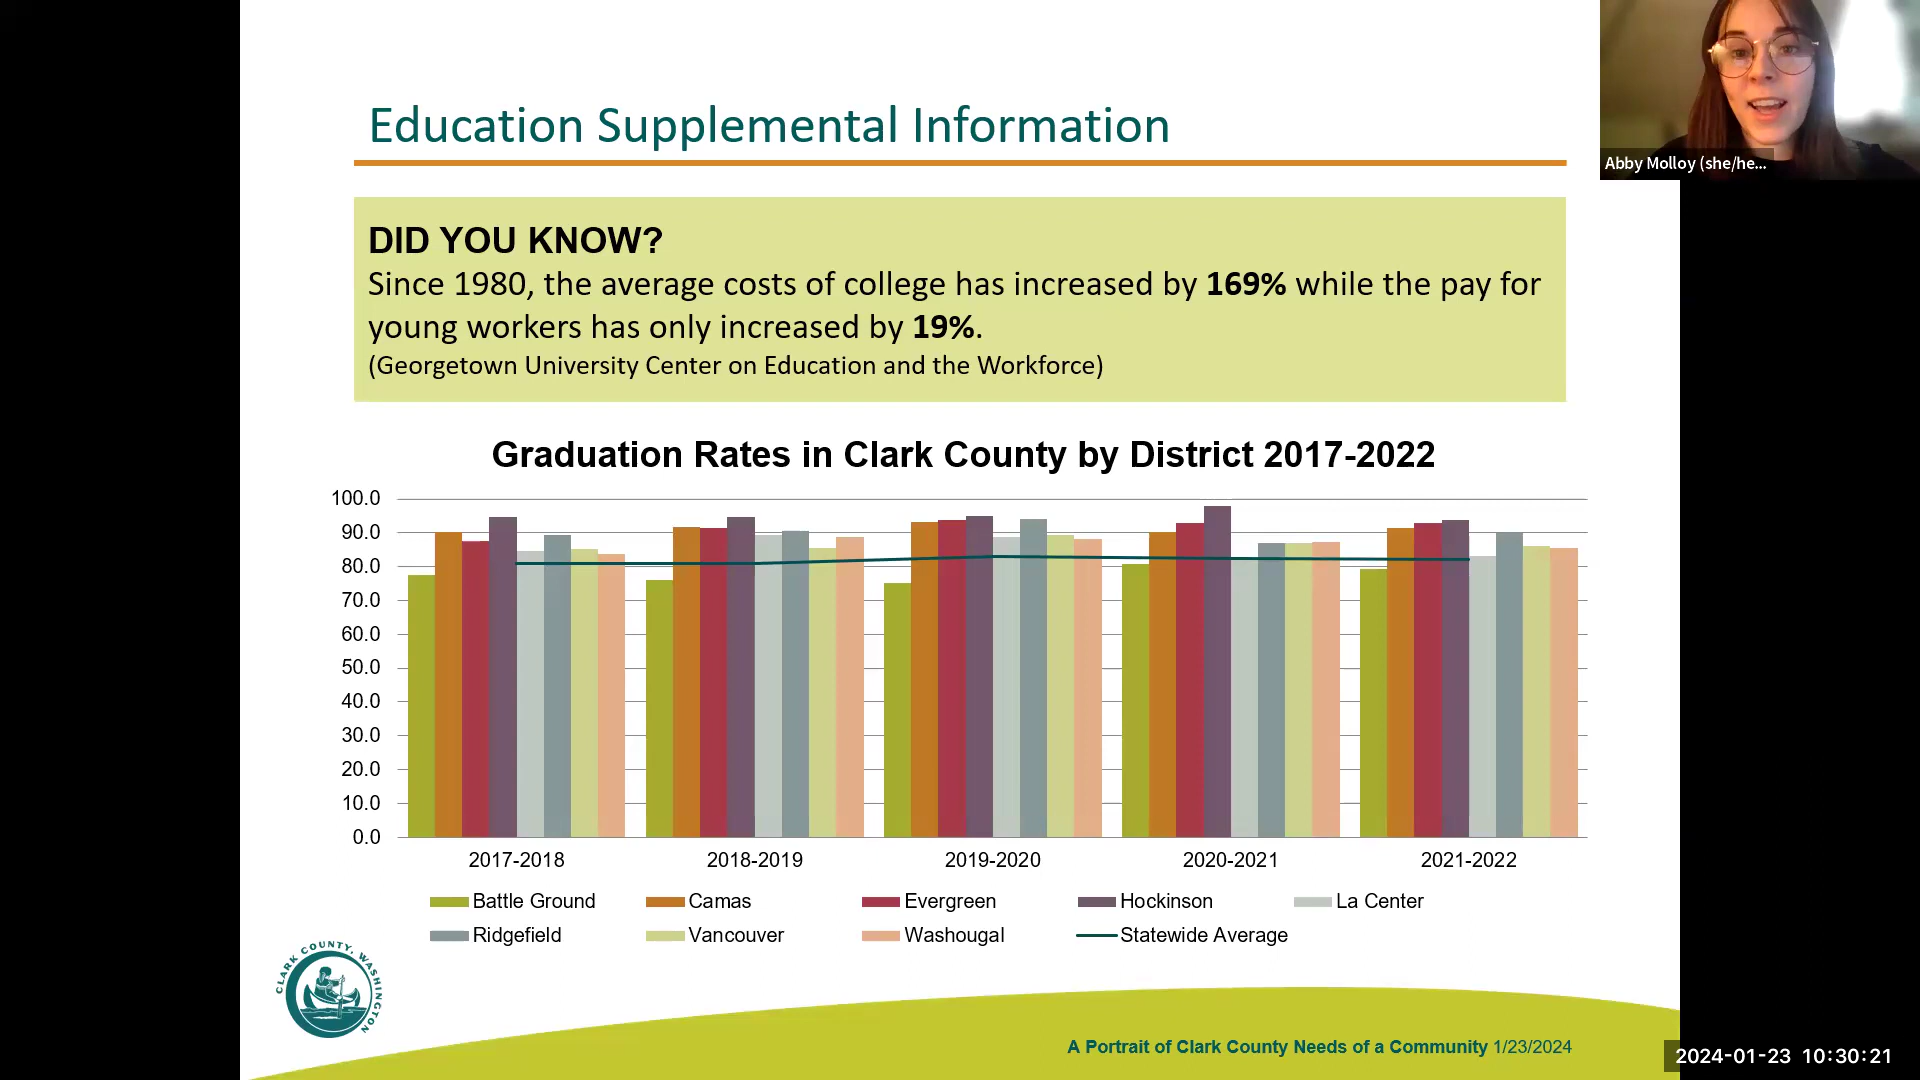 Education Supplemental Information
Abby Molloy (she/he...
DID YOU KNOW?
Since 1980, the average costs of college has increased by 169% while the pay for
young workers has only increased by 19%.
(Georgetown University Center on Education and the Workforce)
Graduation Rates in Clark County by District 2017-2022
100.0
90.0
80.0
70.0
60.0
50.0
40.0
30.0
20.0
10.0
0.0
2017-2018 2018-2019 2019-2020 2020-2021 2021-2022
Battle Ground Camas Evergreen Hockinson La Center
Ridgefield Vancouver Washougal Statewide Average
CLARK COUNTY, WASHINGTON
A Portrait of Clark County Needs of a Community 1/23/2024
2024-01-23 10:30:21